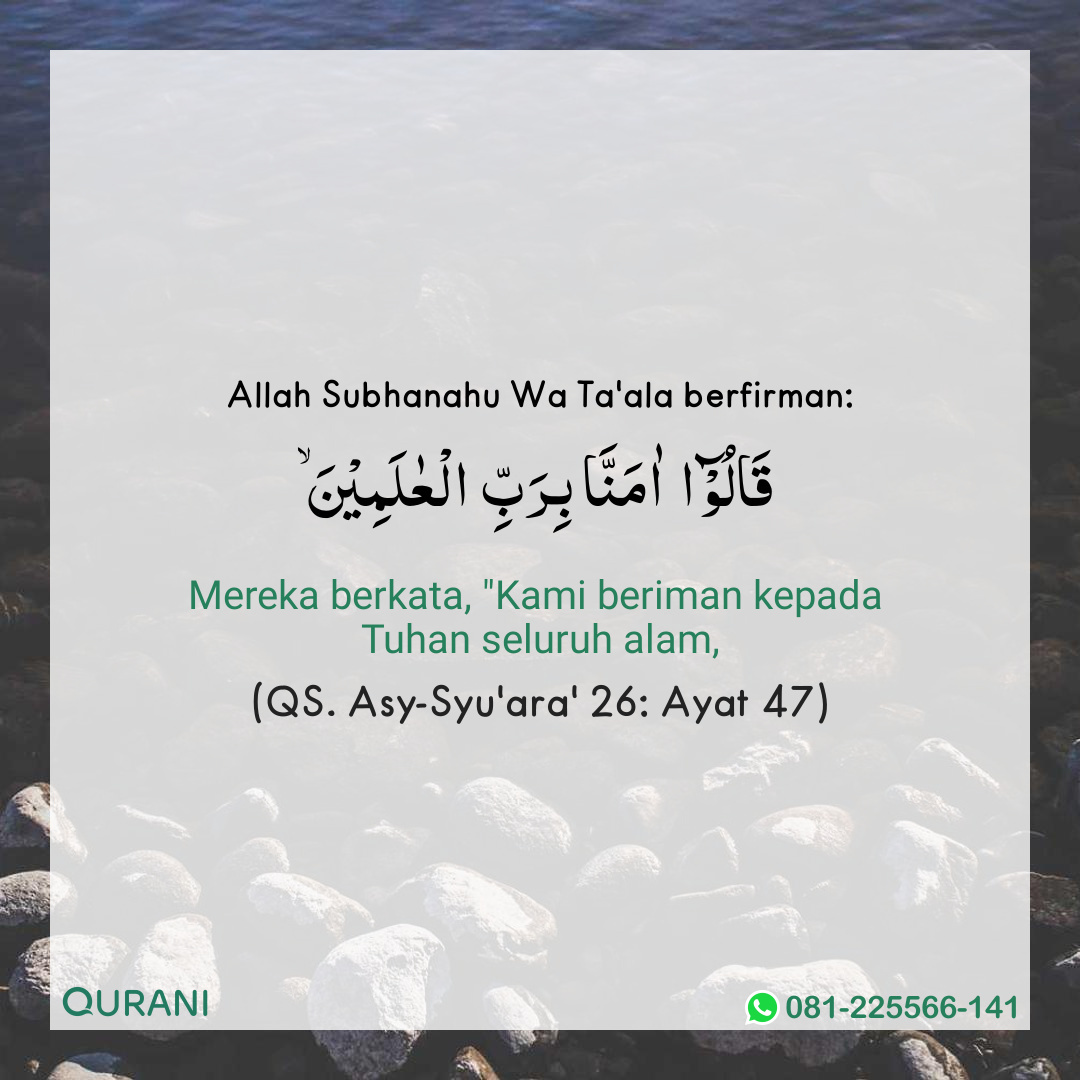 Allah Subhanahu Wa Ta'ala berfirman:
قَالُوْۤا اٰمَنَّا بِرَبِّ الْعٰلَمِيْنَ ۙ
Mereka berkata, "Kami beriman kepada
Tuhan seluruh alam,
(QS. Asy-Syu'ara' 26: Ayat 47)
QURANI
081-225566-141